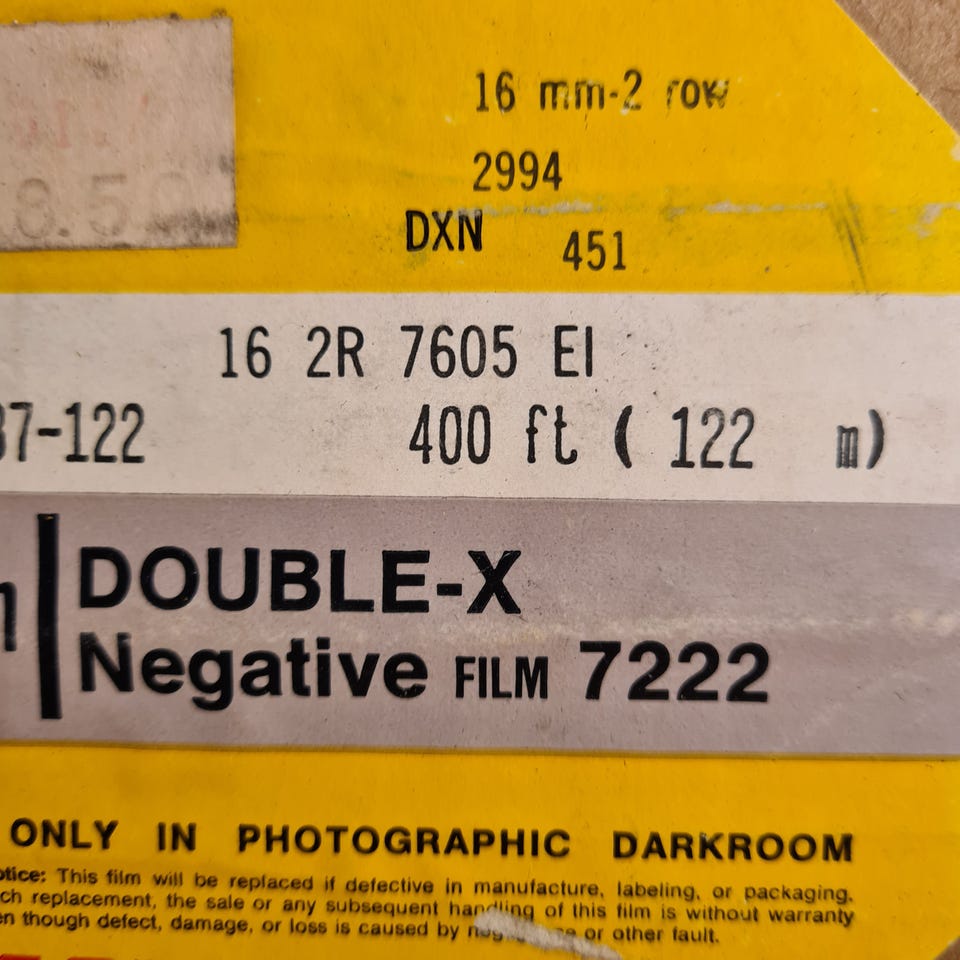 8.50
16 mm-2 row
2994
DXN 451
16 2R 7605 EI
37-122 400 ft ( 122 m)
DOUBLE-X
Negative FILM 7222
ONLY IN PHOTOGRAPHIC DARKROOM
otice: This film will be replaced if defective in manufacture, labeling, or packaging.
ch replacement, the sale or any subsequent handling of this film is without warranty
en though defect, damage, or loss is caused by negligence or other fault.